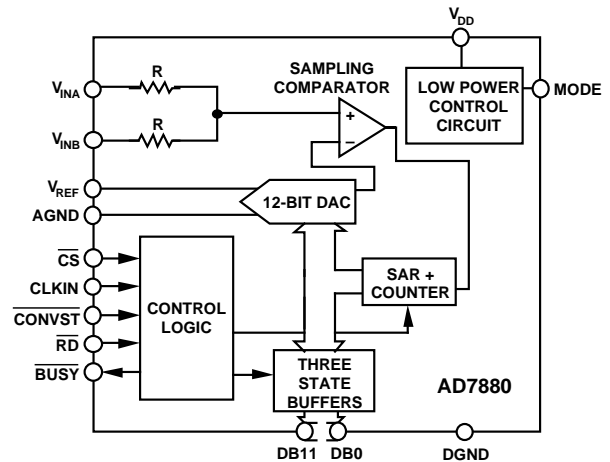 VDD
SAMPLING
COMPARATOR
LOW POWER
CONTROL
CIRCUIT
MODE
VINA
R
VINB
R
+
−
VREF
AGND
12-BIT DAC
CS
CLKIN
CONVST
RD
BUSY
CONTROL
LOGIC
SAR +
COUNTER
THREE
STATE
BUFFERS
AD7880
DB11
DB0
DGND